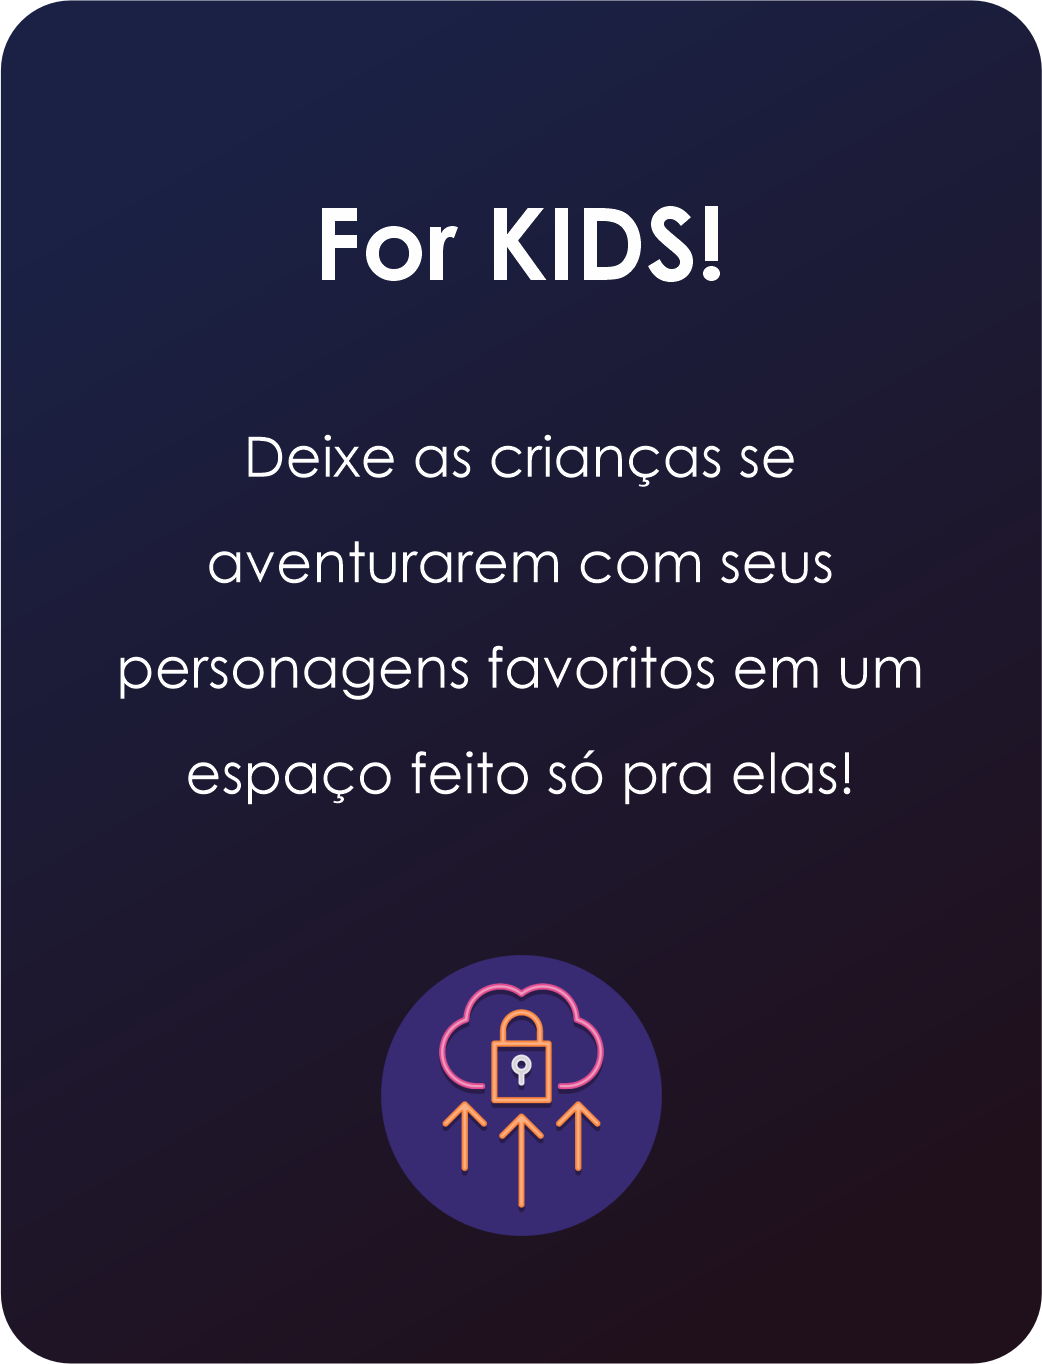 For KIDS!
Deixe as crianças se
aventurarem com seus
personagens favoritos em um
espaço feito só pra elas!